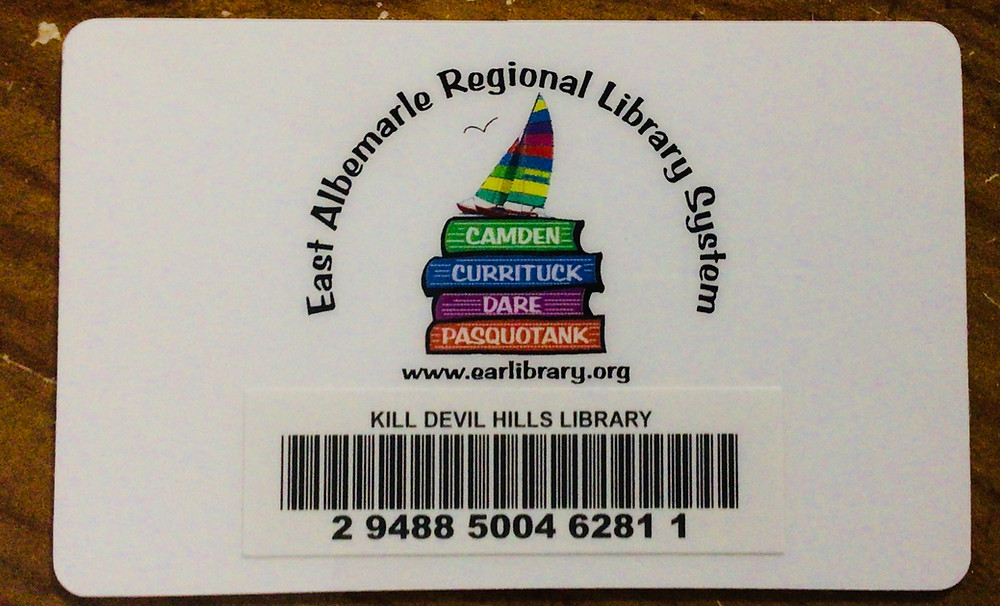 East Albemarle Regional Library System
CAMDEN
CURRITUCK
DARE
PASQUOTANK
www.earlibrary.org
KILL DEVIL HILLS LIBRARY
2 9488 5004 6281 1